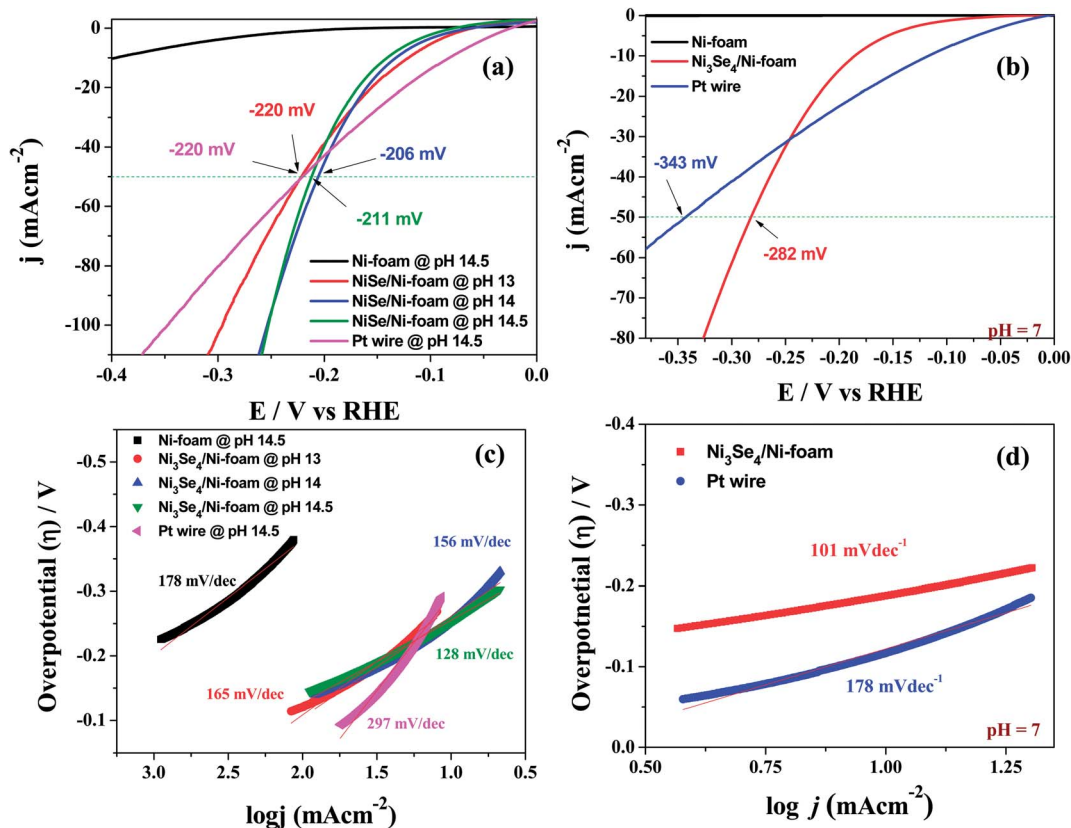 (a)
0
-20
-40
-60
-80
-100
j (mAcm⁻²)
-220 mV
-220 mV
-206 mV
-211 mV
Ni-foam @ pH 14.5
NiSe/Ni-foam @ pH 13
NiSe/Ni-foam @ pH 14
NiSe/Ni-foam @ pH 14.5
Pt wire @ pH 14.5
-0.4 -0.3 -0.2 -0.1 0.0
E / V vs RHE
(b)
0
-10
-20
-30
-40
-50
-60
-70
80
j (mAcm⁻²)
Ni-foam
Ni₃Se₄/Ni-foam
Pt wire
-343 mV
-282 mV
pH = 7
-0.35 -0.30 -0.25 -0.20 -0.15 -0.10 -0.05 0.00
E / V vs RHE
(c)
Ni-foam @ pH 14.5
Ni₃Se₄/Ni-foam @ pH 13
Ni₃Se₄/Ni-foam @ pH 14
Ni₃Se₄/Ni-foam @ pH 14.5
Pt wire @ pH 14.5
-0.5
-0.4
-0.3
-0.2
-0.1
Overpotential (η) / V
178 mV/dec
156 mV/dec
128 mV/dec
165 mV/dec
297 mV/dec
3.0 2.5 2.0 1.5 1.0 0.5
logj (mAcm⁻²)
(d)
Ni₃Se₄/Ni-foam
Pt wire
-0.4
-0.3
-0.2
-0.1
0.0
Overpotnetial (η) / V
101 mVdec⁻¹
178 mVdec⁻¹
pH = 7
0.50 0.75 1.00 1.25
log j (mAcm⁻²)